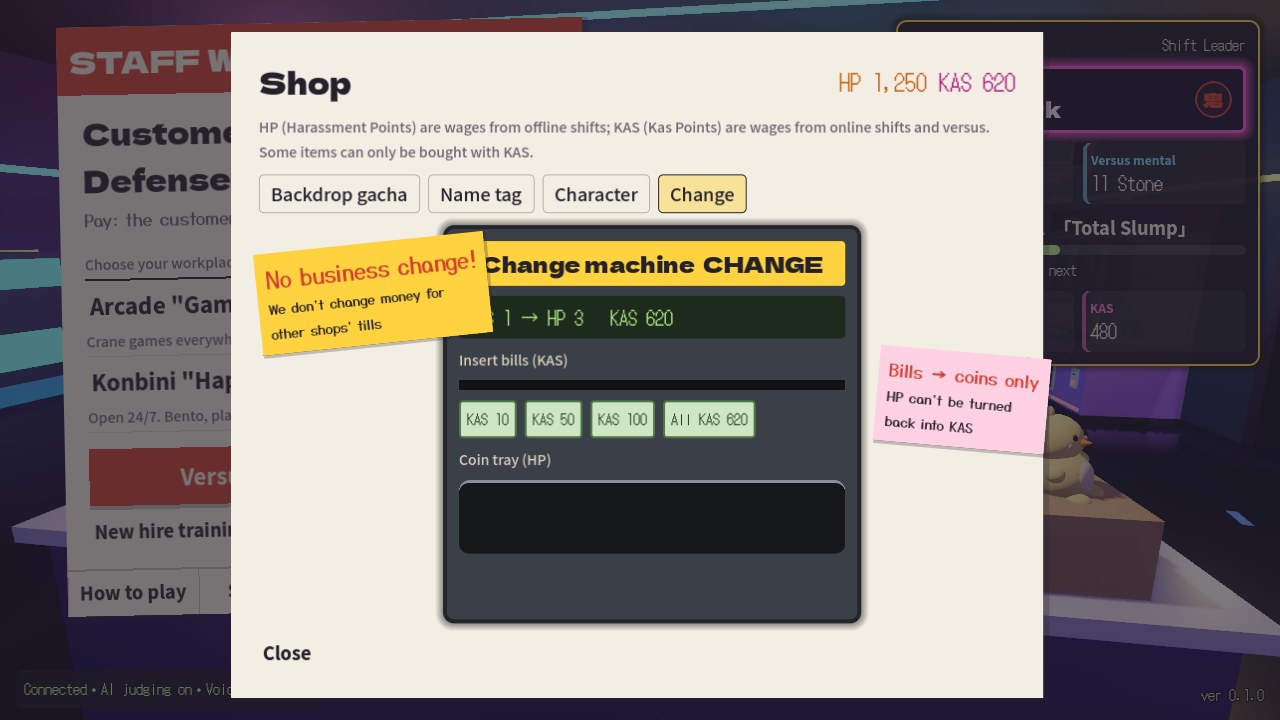 STAFF W
Custome
Defense
Pay: the custome
Choose your workplac
Arcade "Gam
Crane games everywh
Konbini "Hap
Open 24/7. Bento, pla
Versu
New hire trainin
How to play
Connected • AI judging on • Voic
Shop
HP 1,250 KAS 620
HP (Harassment Points) are wages from offline shifts; KAS (Kas Points) are wages from online shifts and versus.
Some items can only be bought with KAS.
Backdrop gacha
Name tag
Character
Change
No business change!
We don't change money for
other shops' tills
Change machine CHANGE
1 → HP 3 KAS 620
Insert bills (KAS)
KAS 10
KAS 50
KAS 100
All KAS 620
Coin tray (HP)
Bills → coins only
HP can't be turned
back into KAS
Close
Shift Leader
k
Versus mental
11 Stone
「Total Slump」
next
KAS
480
ver 0.1.0